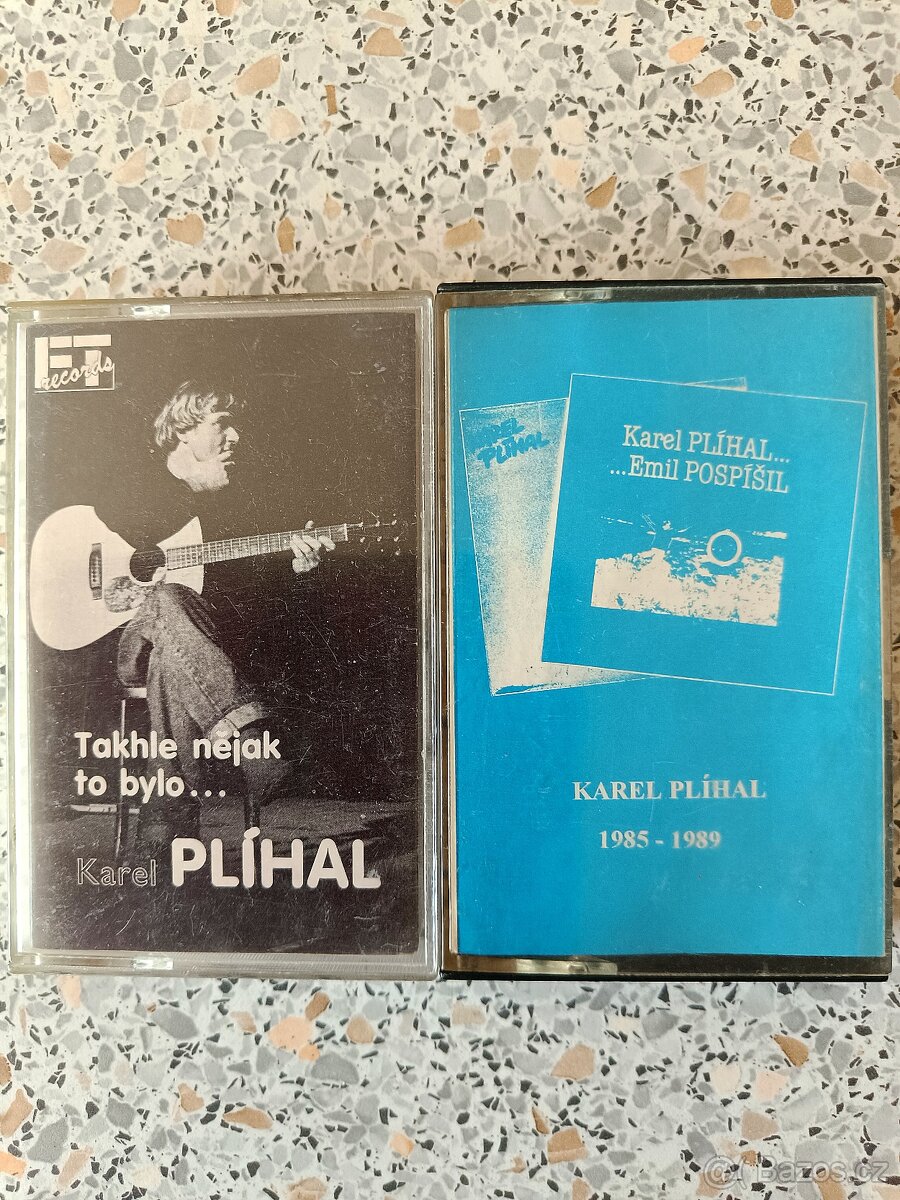 FT
records
Takhle nějak
to bylo...
Karel PLÍHAL
KAREL
PLÍHAL
Karel PLÍHAL...
...Emil POSPÍŠIL
KAREL PLÍHAL
1985 - 1989
Bazos.cz